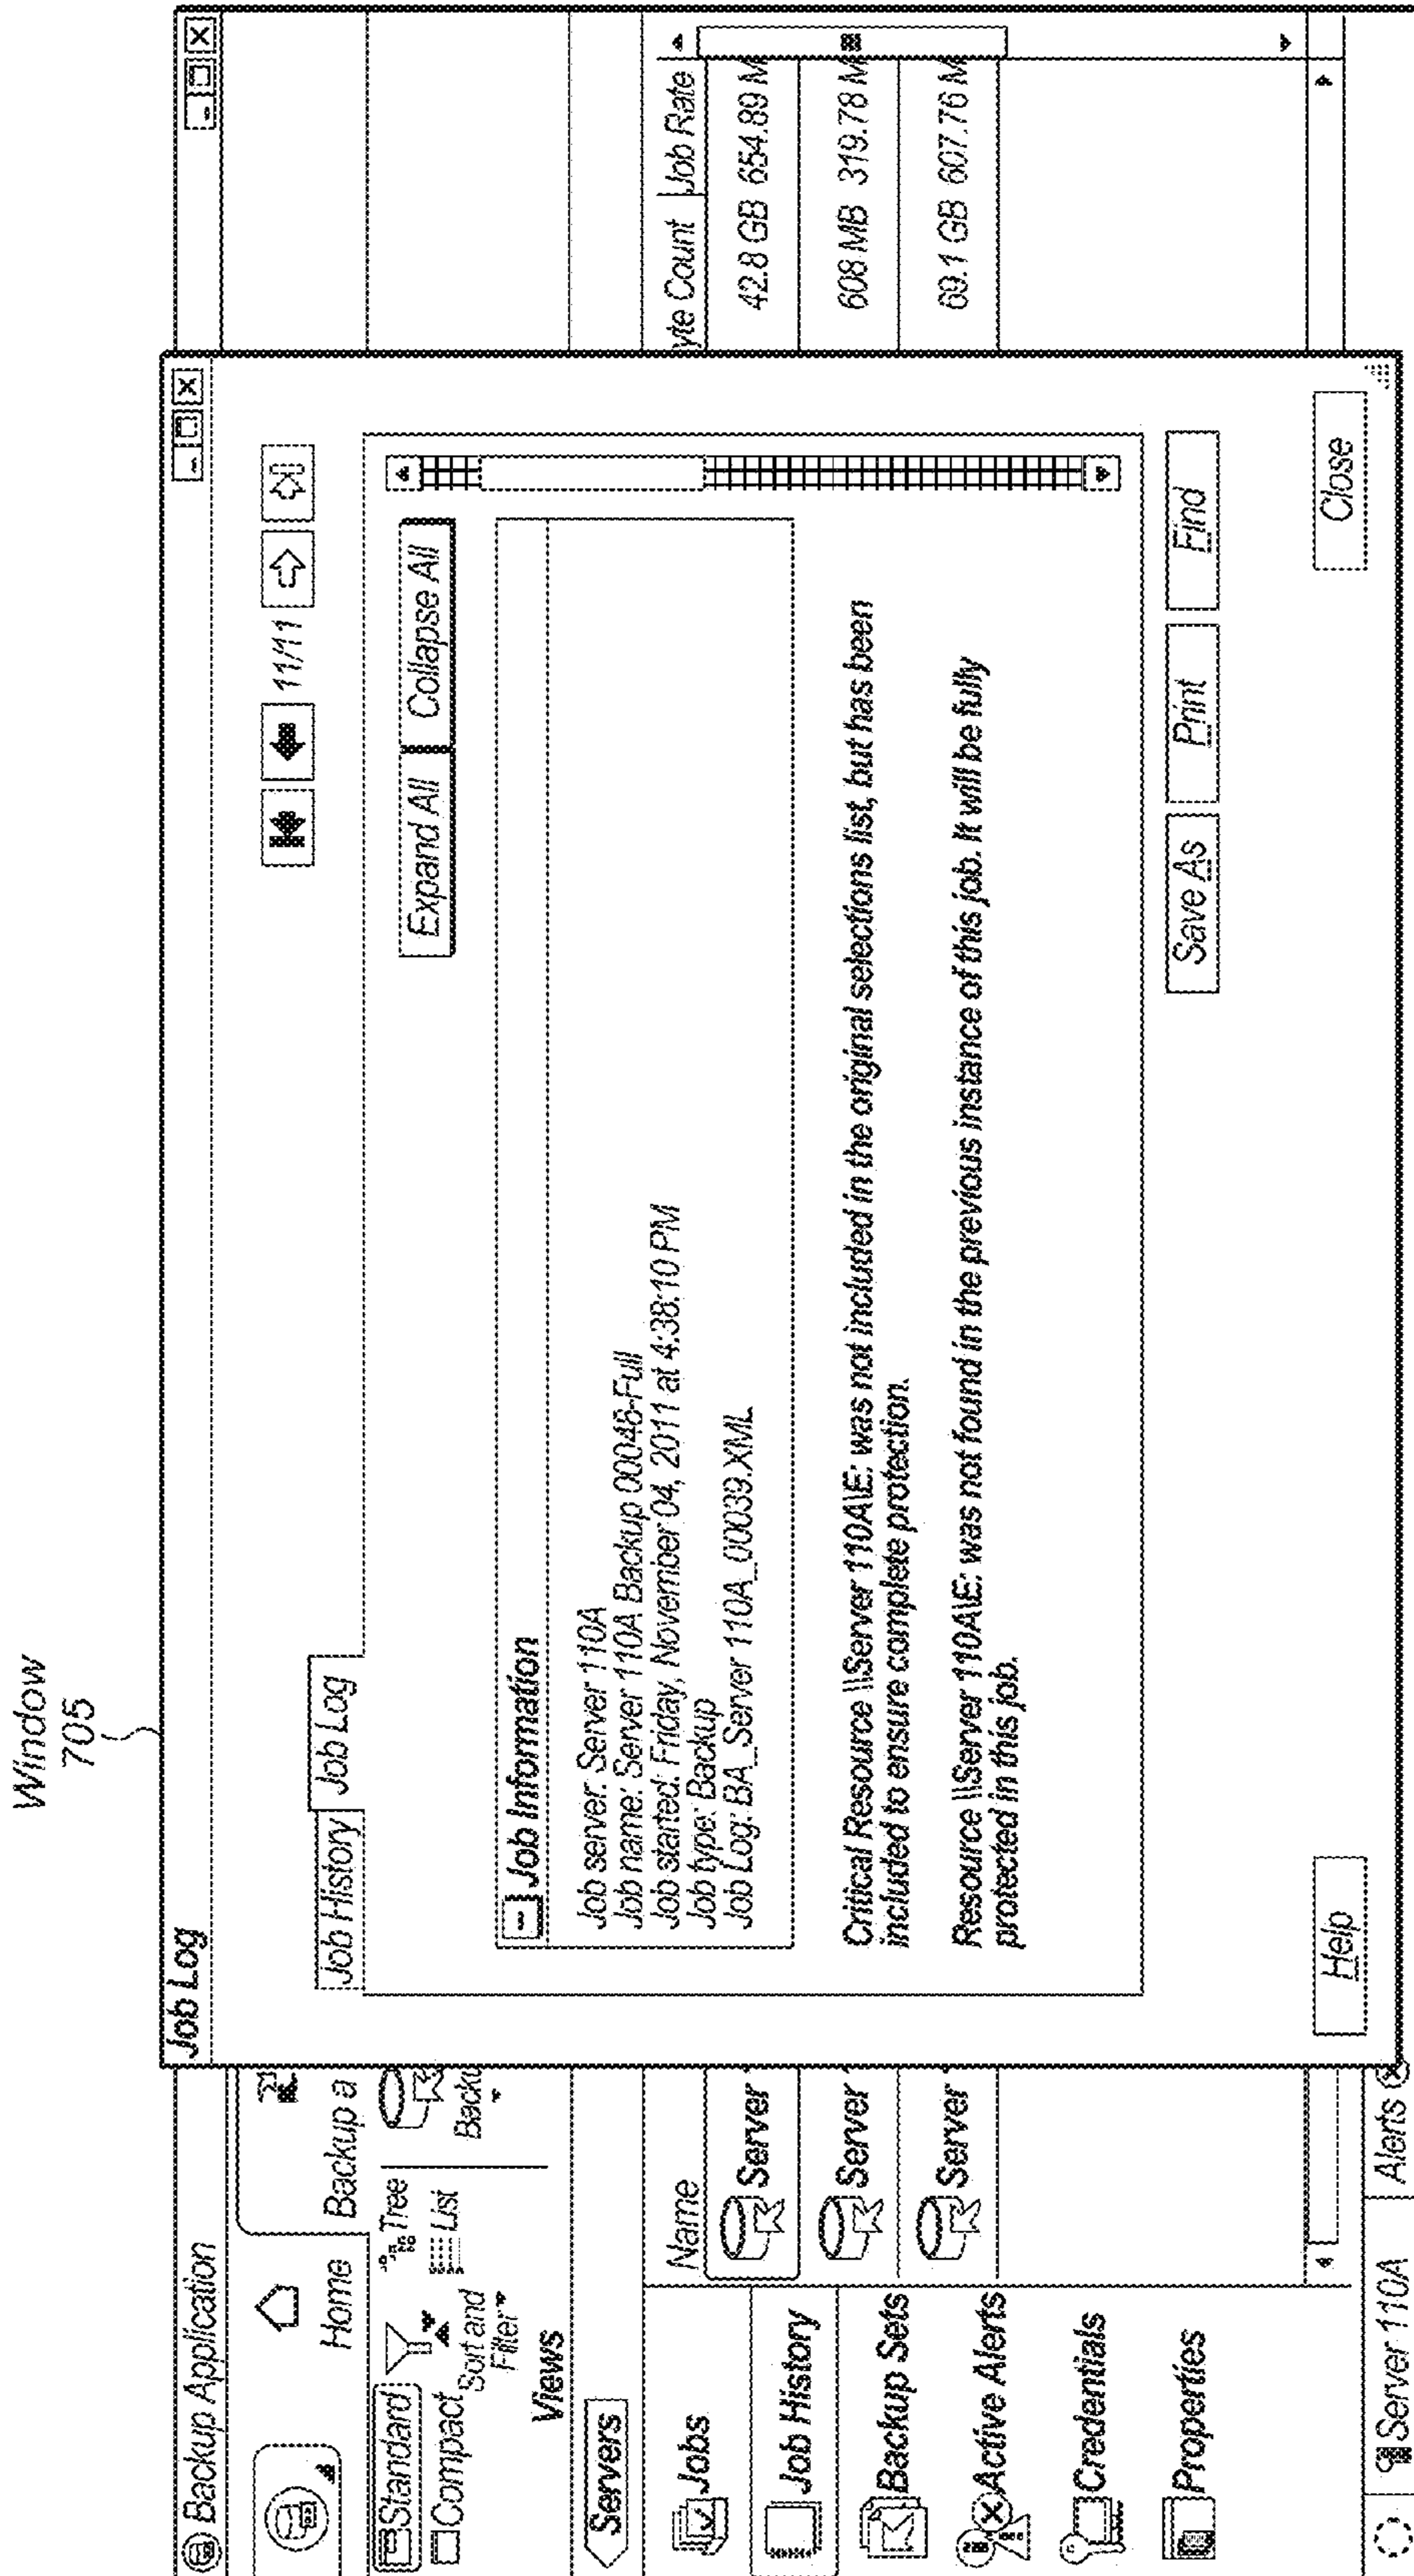 Window
705
Backup Application
Job Log
Home
Backup a
Standard
Compact
Sort and
Filter
Tree
List
Backu
Views
Servers
Jobs
Job History
Backup Sets
Active Alerts
Credentials
Properties
Name
Server
Server
Server
Job History
Job Log
11/11
Expand All
Collapse All
Job Information
Job server: Server 110A
Job name: Server 110A Backup 00046-Full
Job started: Friday, November 04, 2011 at 4:38:10 PM
Job type: Backup
Job Log: BA_Server 110A_00039.XML
Critical Resource \\Server 110A\E: was not included in the original selections list, but has been
included to ensure complete protection.
Resource \\Server 110A\E: was not found in the previous instance of this job. It will be fully
protected in this job.
Save As
Print
Find
Help
Close
yte Count
Job Rate
42.8 GB 654.89 M
608 MB 319.78 M
69.1 GB 607.76 M
Server 110A
Alerts